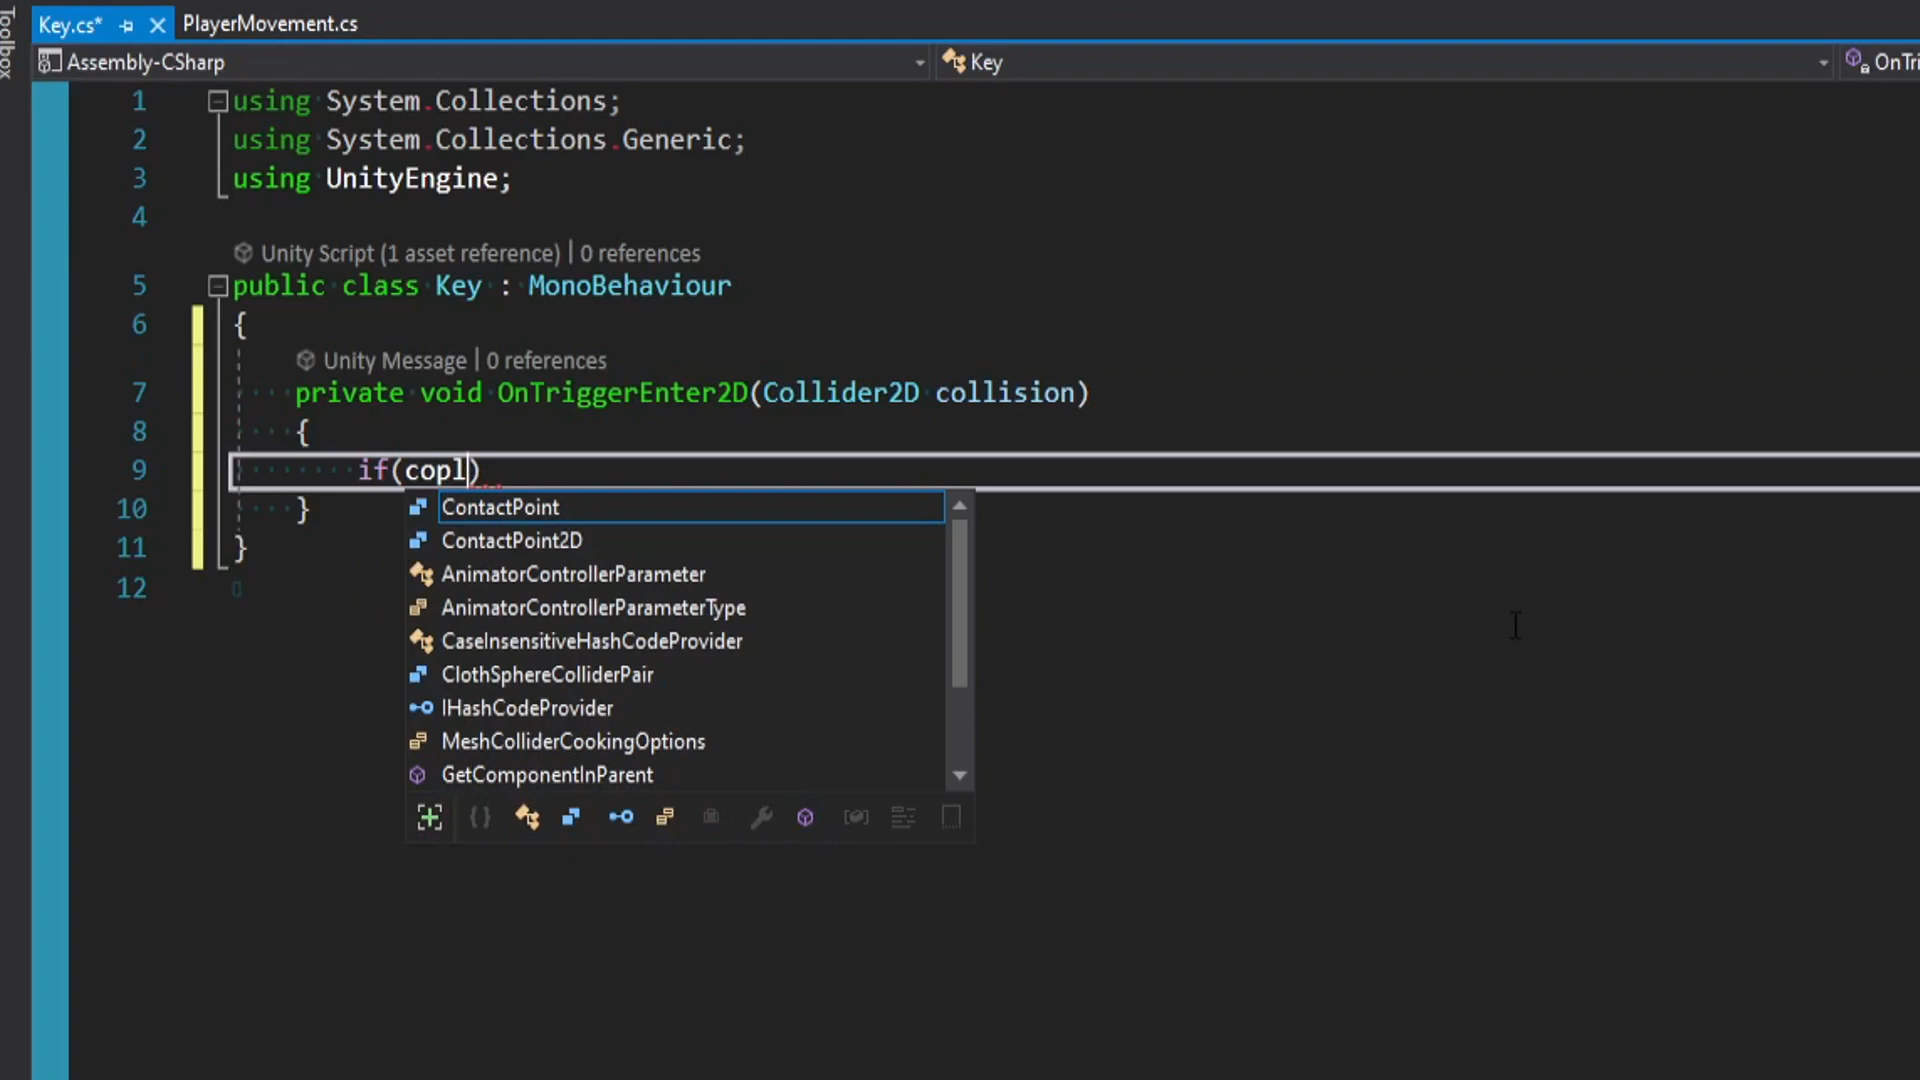 Toolbox
Key.cs* PlayerMovement.cs
Assembly-CSharp Key OnTri
1 using System.Collections;
2 using System.Collections.Generic;
3 using UnityEngine;
4
Unity Script (1 asset reference) | 0 references
5 public class Key : MonoBehaviour
6 {
Unity Message | 0 references
7 private void OnTriggerEnter2D(Collider2D collision)
8 {
9 if(copl)
10 }
11 }
12
ContactPoint
ContactPoint2D
AnimatorControllerParameter
AnimatorControllerParameterType
CaseInsensitiveHashCodeProvider
ClothSphereColliderPair
IHashCodeProvider
MeshColliderCookingOptions
GetComponentInParent